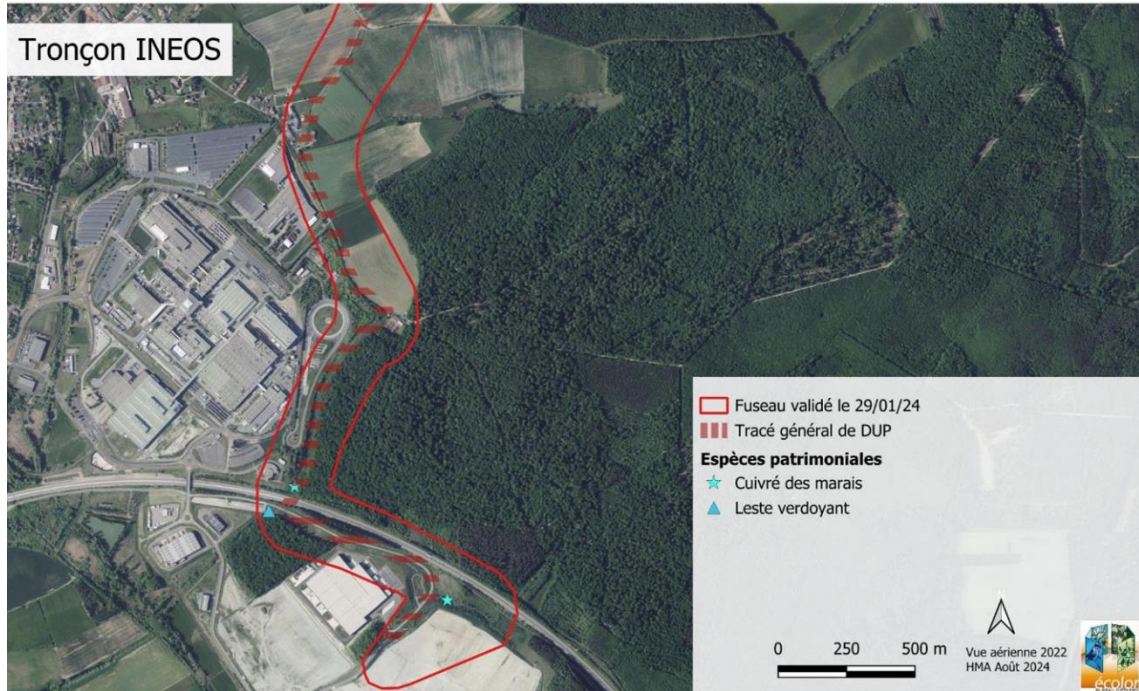 Tronçon INEOS
Fuseau validé le 29/01/24
Tracé général de DUP
Espèces patrimoniales
Cuivré des marais
Leste verdoyant
N
0 250 500 m
Vue aérienne 2022
HMA Août 2024
écolor